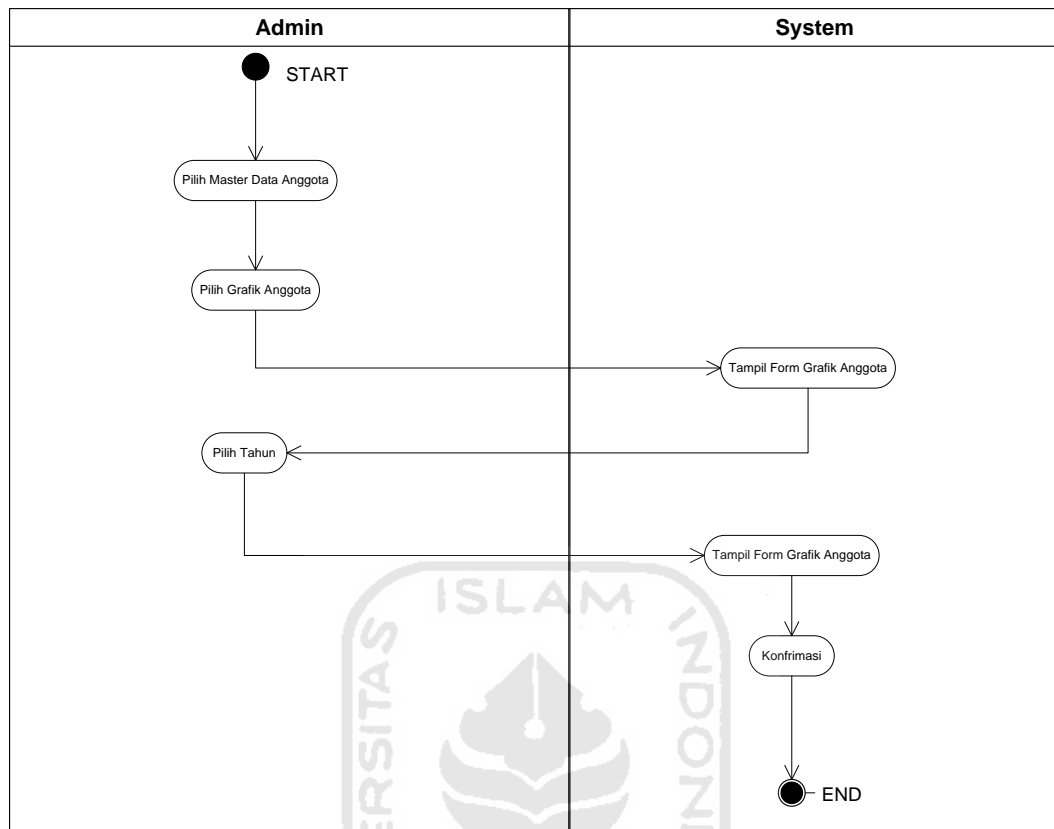 Admin
System
START
Pilih Master Data Anggota
Pilih Grafik Anggota
Tampil Form Grafik Anggota
Pilih Tahun
Tampil Form Grafik Anggota
ISLAM
Konfrimasi
END